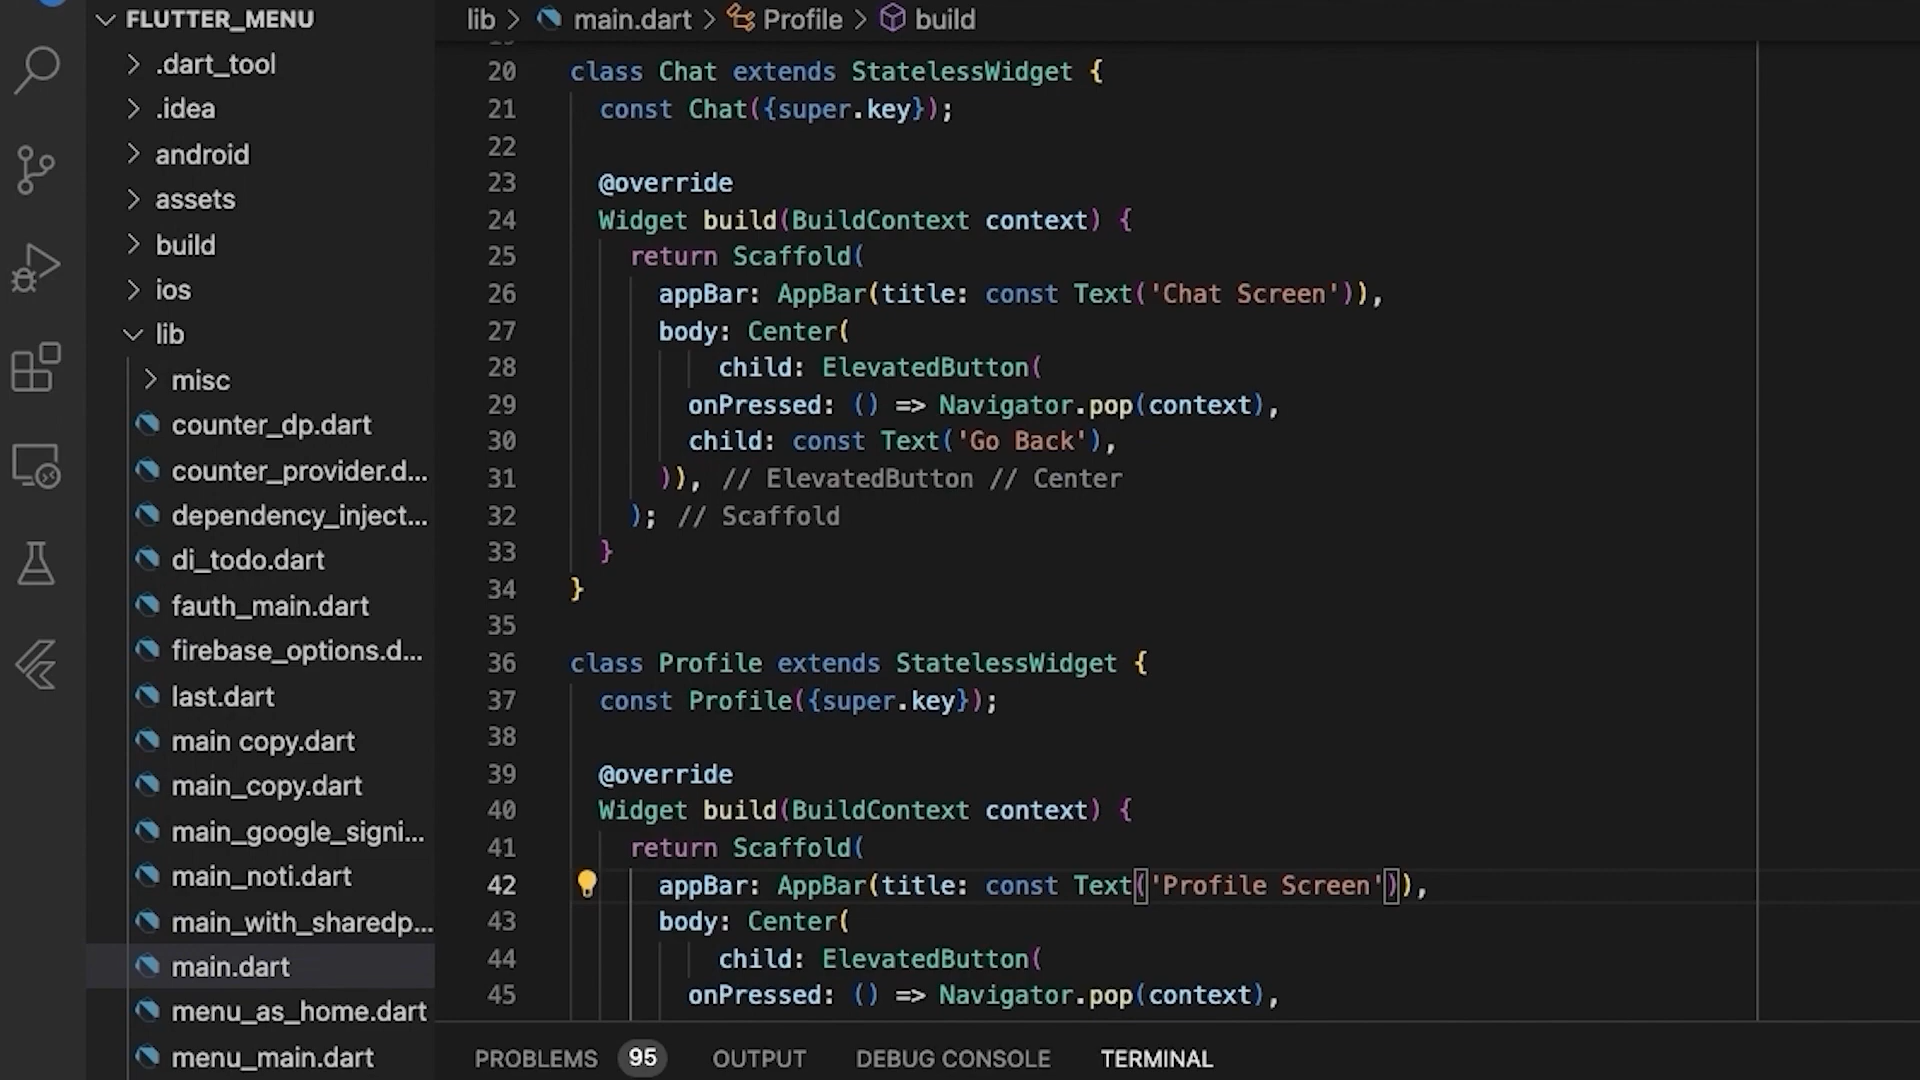 FLUTTER_MENU
.dart_tool
.idea
android
assets
build
ios
lib
misc
counter_dp.dart
counter_provider.d...
dependency_inject...
di_todo.dart
fauth_main.dart
firebase_options.d...
last.dart
main copy.dart
main_copy.dart
main_google_signi...
main_noti.dart
main_with_sharedp...
main.dart
menu_as_home.dart
menu_main.dart
lib > main.dart > Profile > build
20 class Chat extends StatelessWidget {
21 const Chat({super.key});
22
23 @override
24 Widget build(BuildContext context) {
25 return Scaffold(
26 appBar: AppBar(title: const Text('Chat Screen')),
27 body: Center(
28 child: ElevatedButton(
29 onPressed: () => Navigator.pop(context),
30 child: const Text('Go Back'),
31 )), // ElevatedButton // Center
32 ); // Scaffold
33 }
34 }
35
36 class Profile extends StatelessWidget {
37 const Profile({super.key});
38
39 @override
40 Widget build(BuildContext context) {
41 return Scaffold(
42 appBar: AppBar(title: const Text('Profile Screen')),
43 body: Center(
44 child: ElevatedButton(
45 onPressed: () => Navigator.pop(context),
PROBLEMS 95 OUTPUT DEBUG CONSOLE TERMINAL